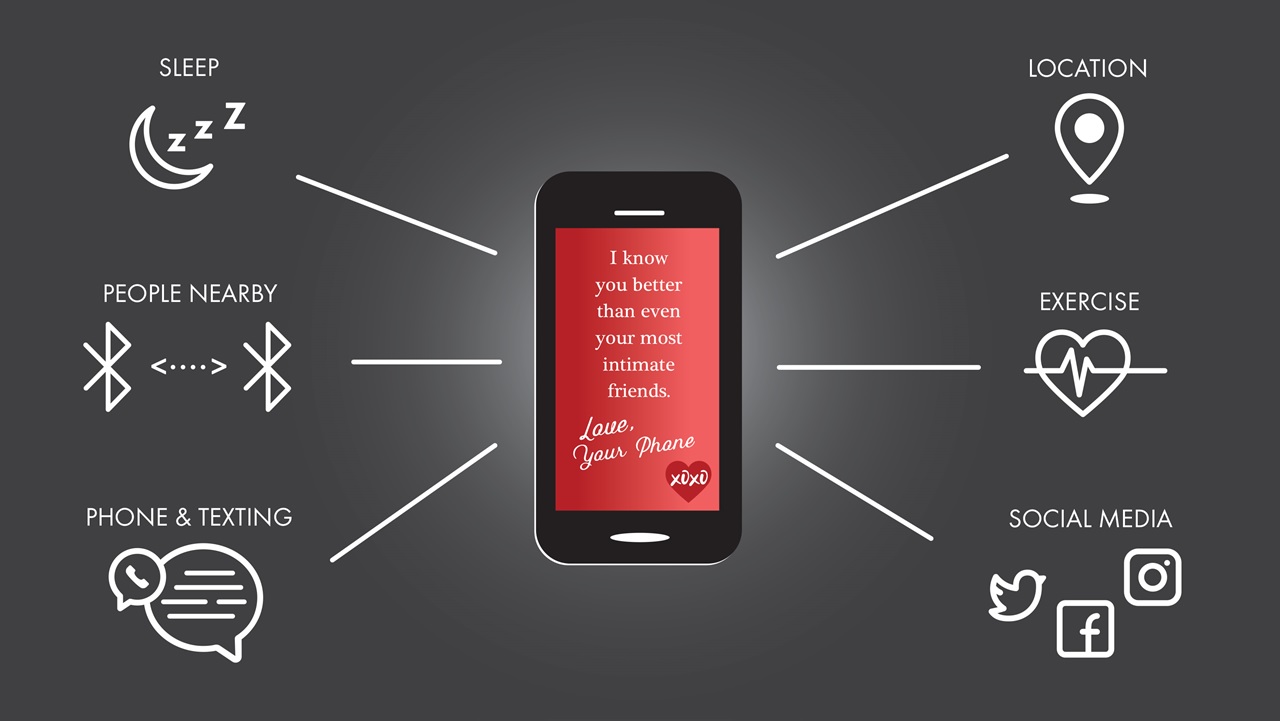 SLEEP
z z Z
PEOPLE NEARBY
PHONE & TEXTING
I know
you better
than even
your most
intimate
friends.
Love,
Your Phone
xoxo
LOCATION
EXERCISE
SOCIAL MEDIA
f